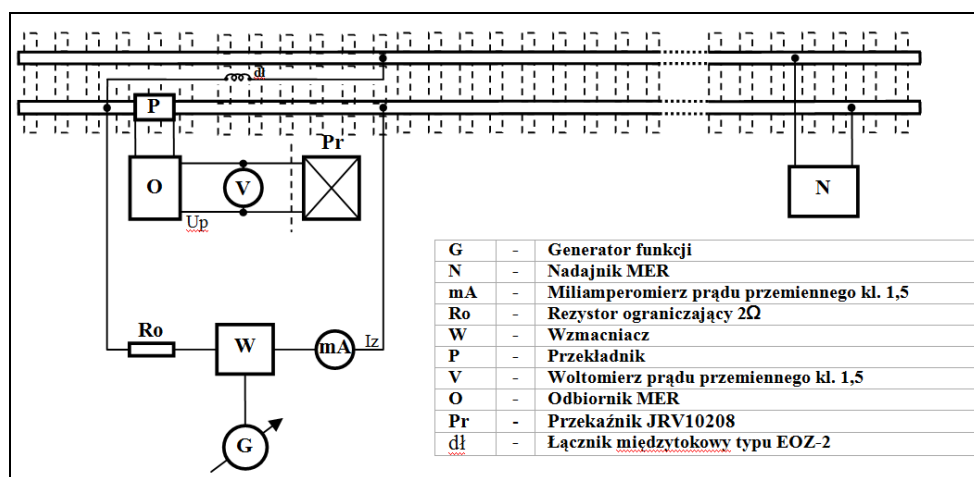 dł
P
Pr
O
V
N
Up
Ro
W
mA
Iz
G
G - Generator funkcji
N - Nadajnik MER
mA - Miliamperomierz prądu przemiennego kl. 1,5
Ro - Rezystor ograniczający 2Ω
W - Wzmacniacz
P - Przekładnik
V - Woltomierz prądu przemiennego kl. 1,5
O - Odbiornik MER
Pr - Przekaźnik JRV10208
dł - Łącznik międzytokowy typu EOZ-2